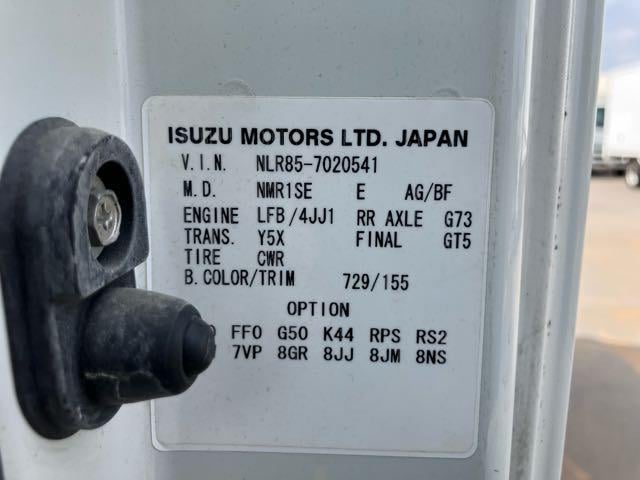 ISUZU MOTORS LTD. JAPAN
V.I.N. NLR85-7020541
M.D. NMR1SE E AG/BF
ENGINE LFB/4JJ1 RR AXLE G73
TRANS. Y5X FINAL GT5
TIRE CWR
B.COLOR/TRIM 729/155
OPTION
FF0 G50 K44 RPS RS2
7VP 8GR 8JJ 8JM 8NS